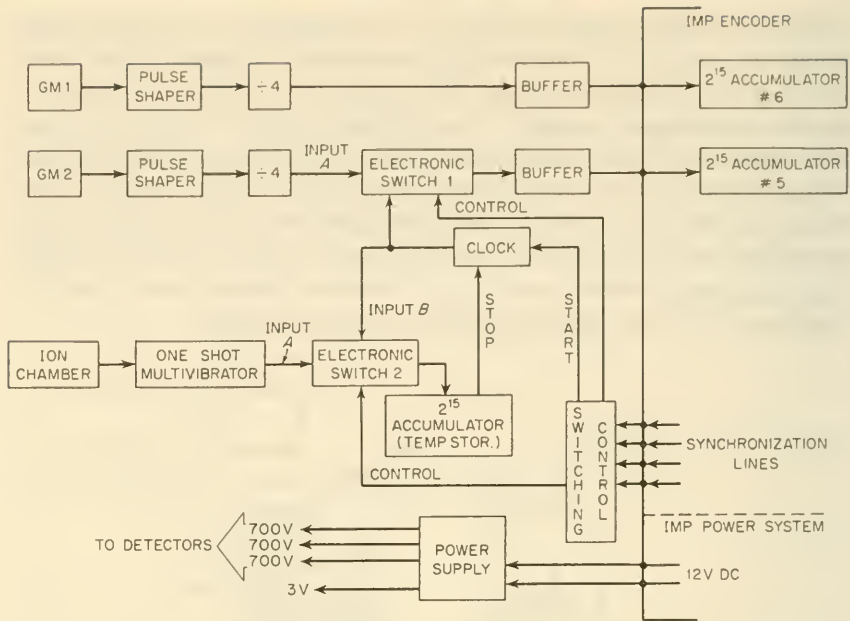 IMP ENCODER
GM 1
PULSE
SHAPER
÷4
BUFFER
2¹⁵ ACCUMULATOR
# 6
GM 2
PULSE
SHAPER
÷4
INPUT
A
ELECTRONIC
SWITCH 1
BUFFER
2¹⁵ ACCUMULATOR
# 5
CONTROL
CLOCK
INPUT B
STOP
START
ION
CHAMBER
ONE SHOT
MULTIVIBRATOR
INPUT
A
ELECTRONIC
SWITCH 2
2¹⁵
ACCUMULATOR
(TEMP STOR.)
SWITCHING
CONTROL
SYNCHRONIZATION
LINES
CONTROL
IMP POWER SYSTEM
TO DETECTORS
700V
700V
700V
3V
POWER
SUPPLY
12V DC